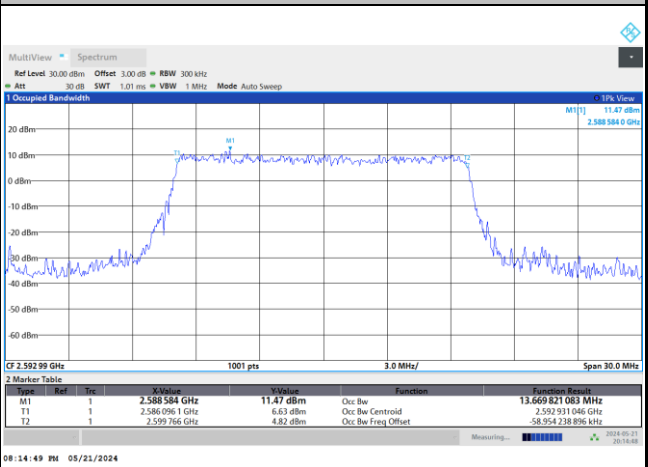 MultiView Spectrum
Ref Level 30.00 dBm Offset 3.00 dB RBW 300 kHz
Att 30 dB SWT 1.01 ms VBW 1 MHz Mode Auto Sweep
1 Occupied Bandwidth 1Pk View
M1[1] 11.47 dBm
2.588 584 0 GHz
M1
20 dBm
T1
T2
10 dBm
0 dBm
-10 dBm
-20 dBm
-30 dBm
-40 dBm
-50 dBm
-60 dBm
CF 2.592 99 GHz 1001 pts 3.0 MHz/ Span 30.0 MHz
2 Marker Table
Type Ref Trc X-Value Y-Value Function Function Result
M1 1 2.588 584 GHz 11.47 dBm Occ Bw 13.669 821 083 MHz
T1 1 2.586 096 1 GHz 6.63 dBm Occ Bw Centroid 2.592 931 046 GHz
T2 1 2.599 766 GHz 4.82 dBm Occ Bw Freq Offset -58.954 238 896 kHz
Measuring... 2024-05-21
20:14:48
08:14:49 PM 05/21/2024